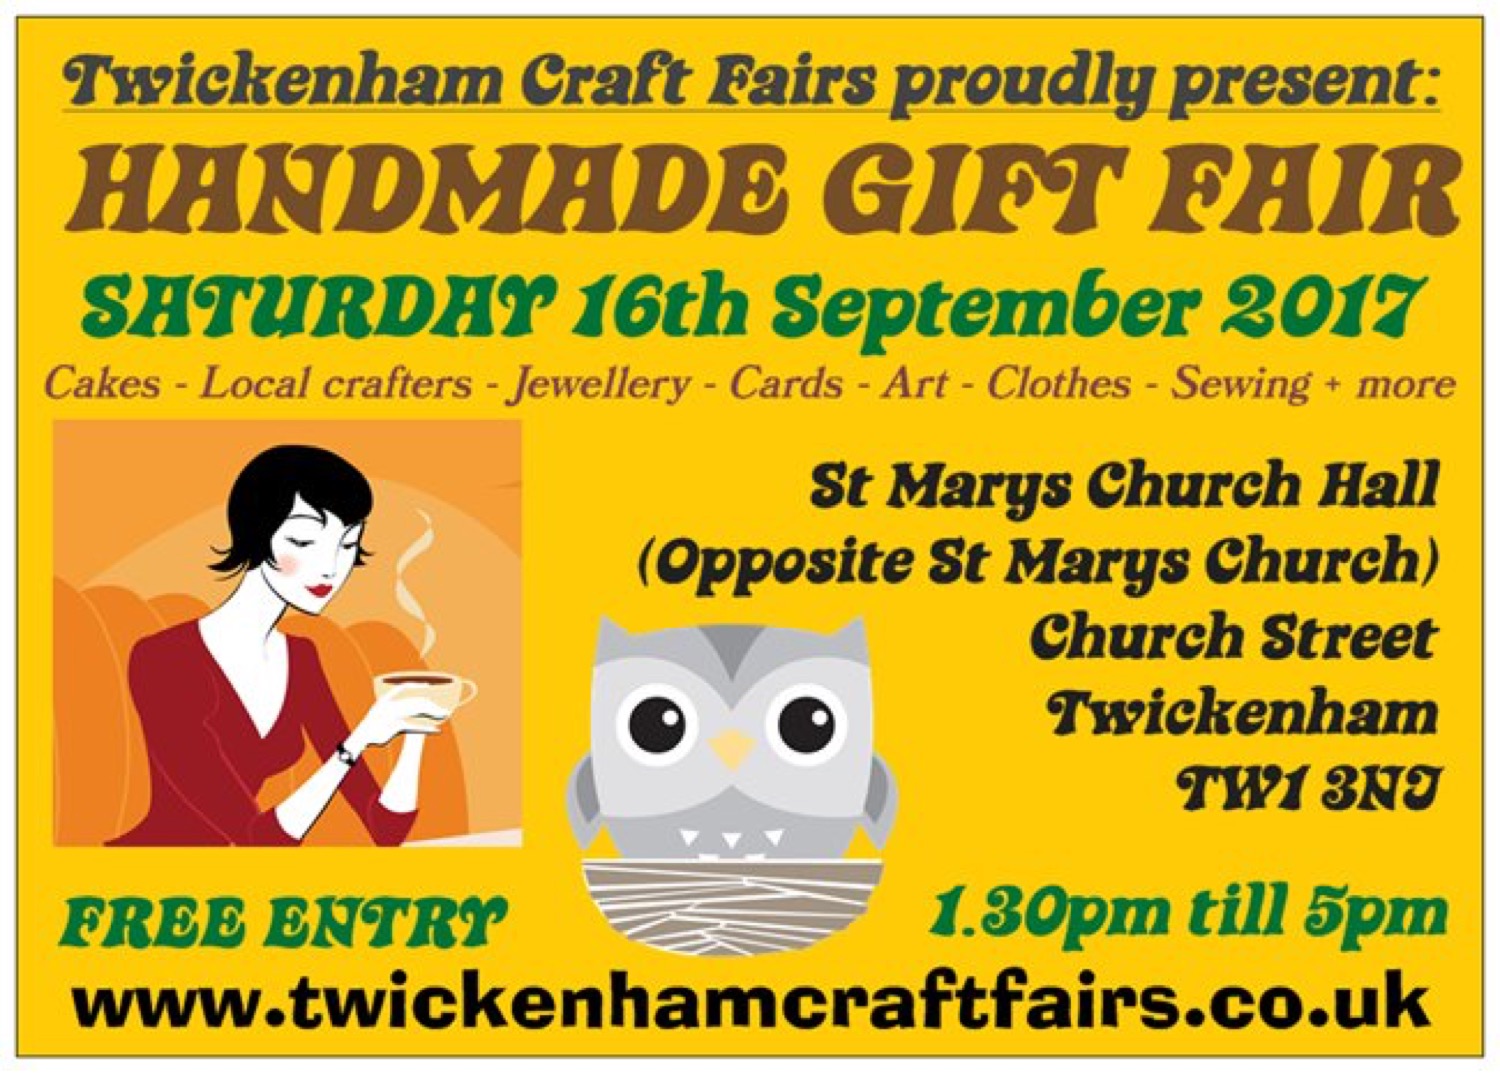 Twickenham Craft Fairs proudly present:
HANDMADE GIFT FAIR
SATURDAY 16th September 2017
Cakes - Local crafters - Jewellery - Cards - Art - Clothes - Sewing + more
St Marys Church Hall
(Opposite St Marys Church)
Church Street
Twickenham
TW1 3NJ
FREE ENTRY
1.30pm till 5pm
www.twickenhamcraftfairs.co.uk